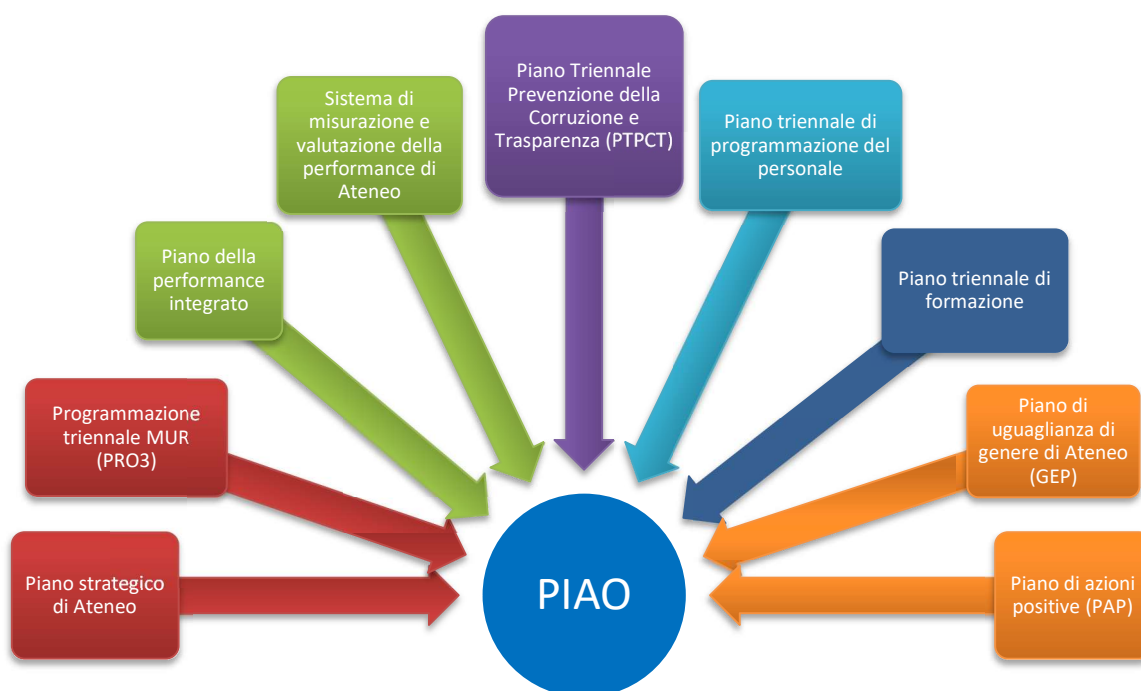 Piano strategico
di Ateneo
Programmazione
triennale MUR
(PRO3)
Piano della
performance
integrato
Sistema di
misurazione e
valutazione della
performance di
Ateneo
Piano Triennale
Prevenzione della
Corruzione e
Trasparenza (PTPCT)
Piano triennale di
programmazione del
personale
Piano triennale di
formazione
Piano di
uguaglianza di
genere di Ateneo
(GEP)
Piano di azioni
positive (PAP)
PIAO